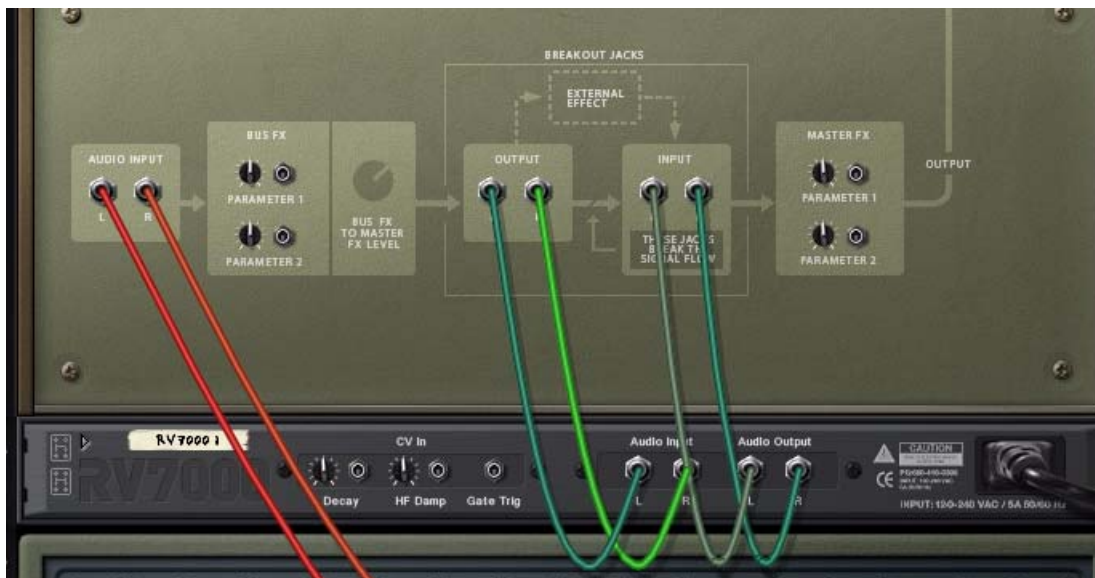 BREAKOUT JACKS
EXTERNAL
EFFECT
BUS FX
MASTER FX
AUDIO INPUT
OUTPUT
INPUT
OUTPUT
PARAMETER 1
PARAMETER 1
L
R
BUS FX
TO MASTER
FX LEVEL
THESE JACKS
BREAK THE
SIGNAL FLOW
PARAMETER 2
PARAMETER 2
RV7000 1
RV7000
CV In
Audio Input
Audio Output
CAUTION
Decay
HF Damp
Gate Trig
L
R
L
R
CE
INPUT: 120-240 VAC / 5A 50/60 Hz